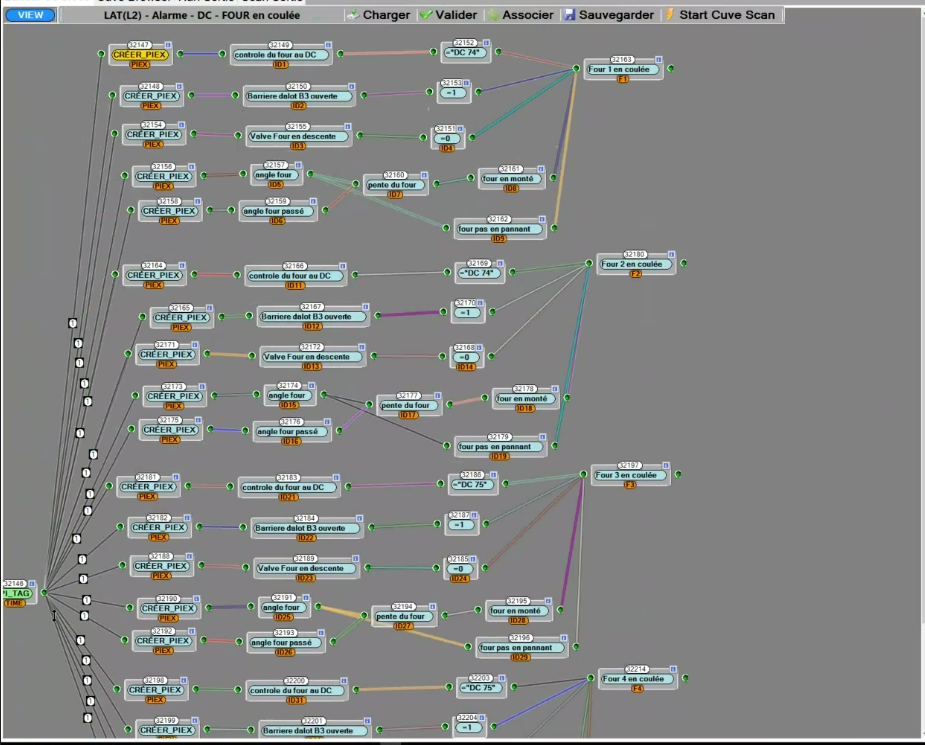 VIEW LAT(L2) - Alarme - DC - FOUR en coulée Charger Valider Associer Sauvegarder Start Cuve Scan
32147 32149 32152 32163
CRÉER_PIEX controle du four au DC ="DC 74" Four 1 en coulée
PIEX ID1 F1
32148 32150 32153
CRÉER_PIEX Barriere dalot B3 ouverte =1
PIEX ID2
32154 32155 32151
CRÉER_PIEX Valve Four en descente =0
PIEX ID3 ID4
32156 32157 32160 32161
CRÉER_PIEX angle four pente du four four en monté
PIEX ID5 ID7 ID8
32158 32159 32162
CRÉER_PIEX angle four passé four pas en pannant
PIEX ID6 ID9
32164 32166 32169 32180
CRÉER_PIEX controle du four au DC ="DC 74" Four 2 en coulée
PIEX ID11 F2
32165 32167 32170
CRÉER_PIEX Barriere dalot B3 ouverte =1
PIEX ID12
32171 32172 32168
CRÉER_PIEX Valve Four en descente =0
PIEX ID13 ID14
32173 32174 32177 32178
CRÉER_PIEX angle four pente du four four en monté
PIEX ID15 ID17 ID18
32175 32176 32179
CRÉER_PIEX angle four passé four pas en pannant
PIEX ID16 ID19
32181 32183 32186 32197
CRÉER_PIEX controle du four au DC ="DC 75" Four 3 en coulée
PIEX ID21 F3
32182 32184 32187
CRÉER_PIEX Barriere dalot B3 ouverte =1
PIEX ID22
32188 32189 32185
CRÉER_PIEX Valve Four en descente =0
PIEX ID23 ID24
32146
PI_TAG
TIME
32190 32191 32194 32195
CRÉER_PIEX angle four pente du four four en monté
PIEX ID25 ID27 ID28
32192 32193 32196
CRÉER_PIEX angle four passé four pas en pannant
PIEX ID26 ID29
32198 32200 32203 32214
CRÉER_PIEX controle du four au DC ="DC 75" Four 4 en coulée
PIEX ID31 F4
32199 32201 32204
CRÉER_PIEX Barriere dalot B3 ouverte =1